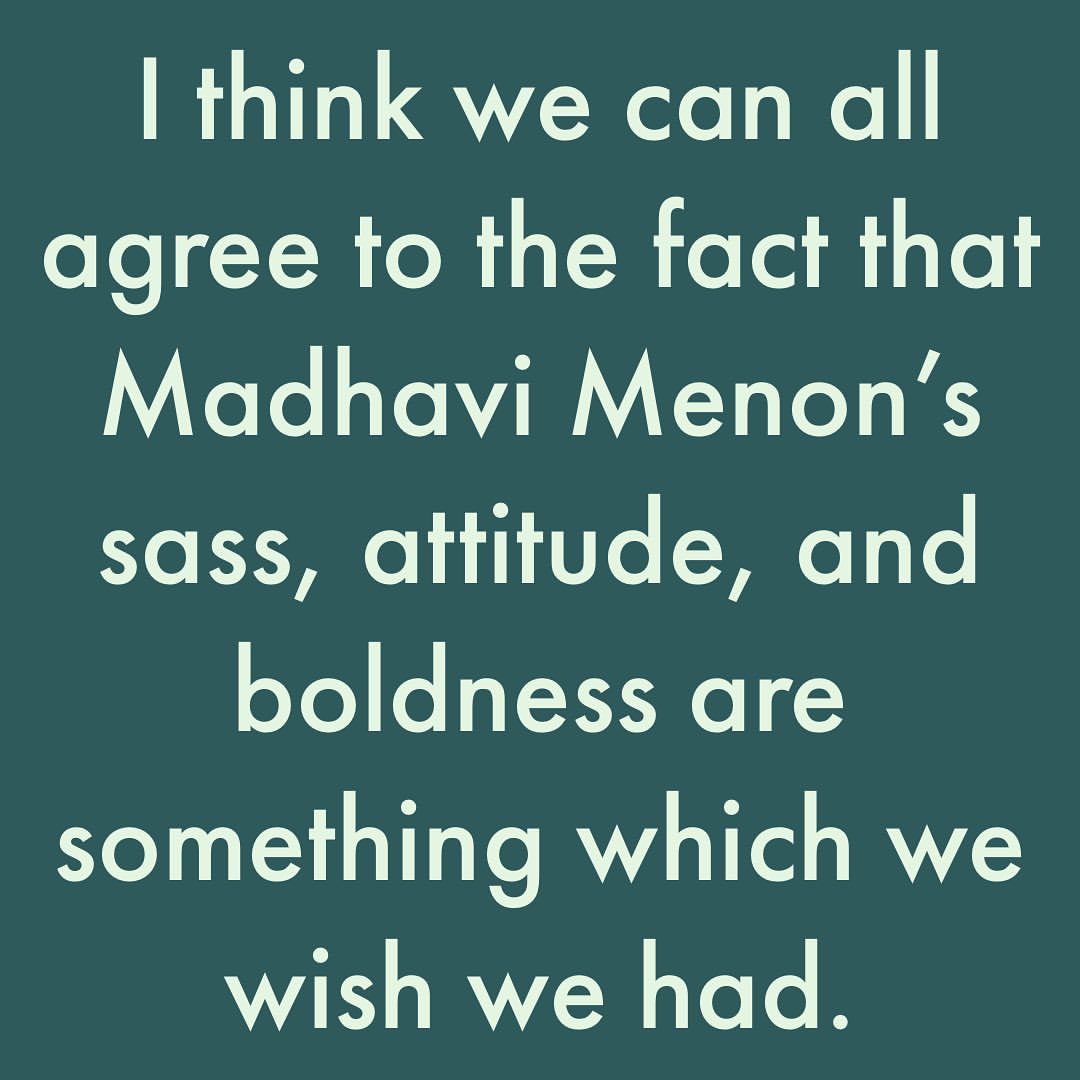 I think we can all
agree to the fact that
Madhavi Menon’s
sass, attitude, and
boldness are
something which we
wish we had.